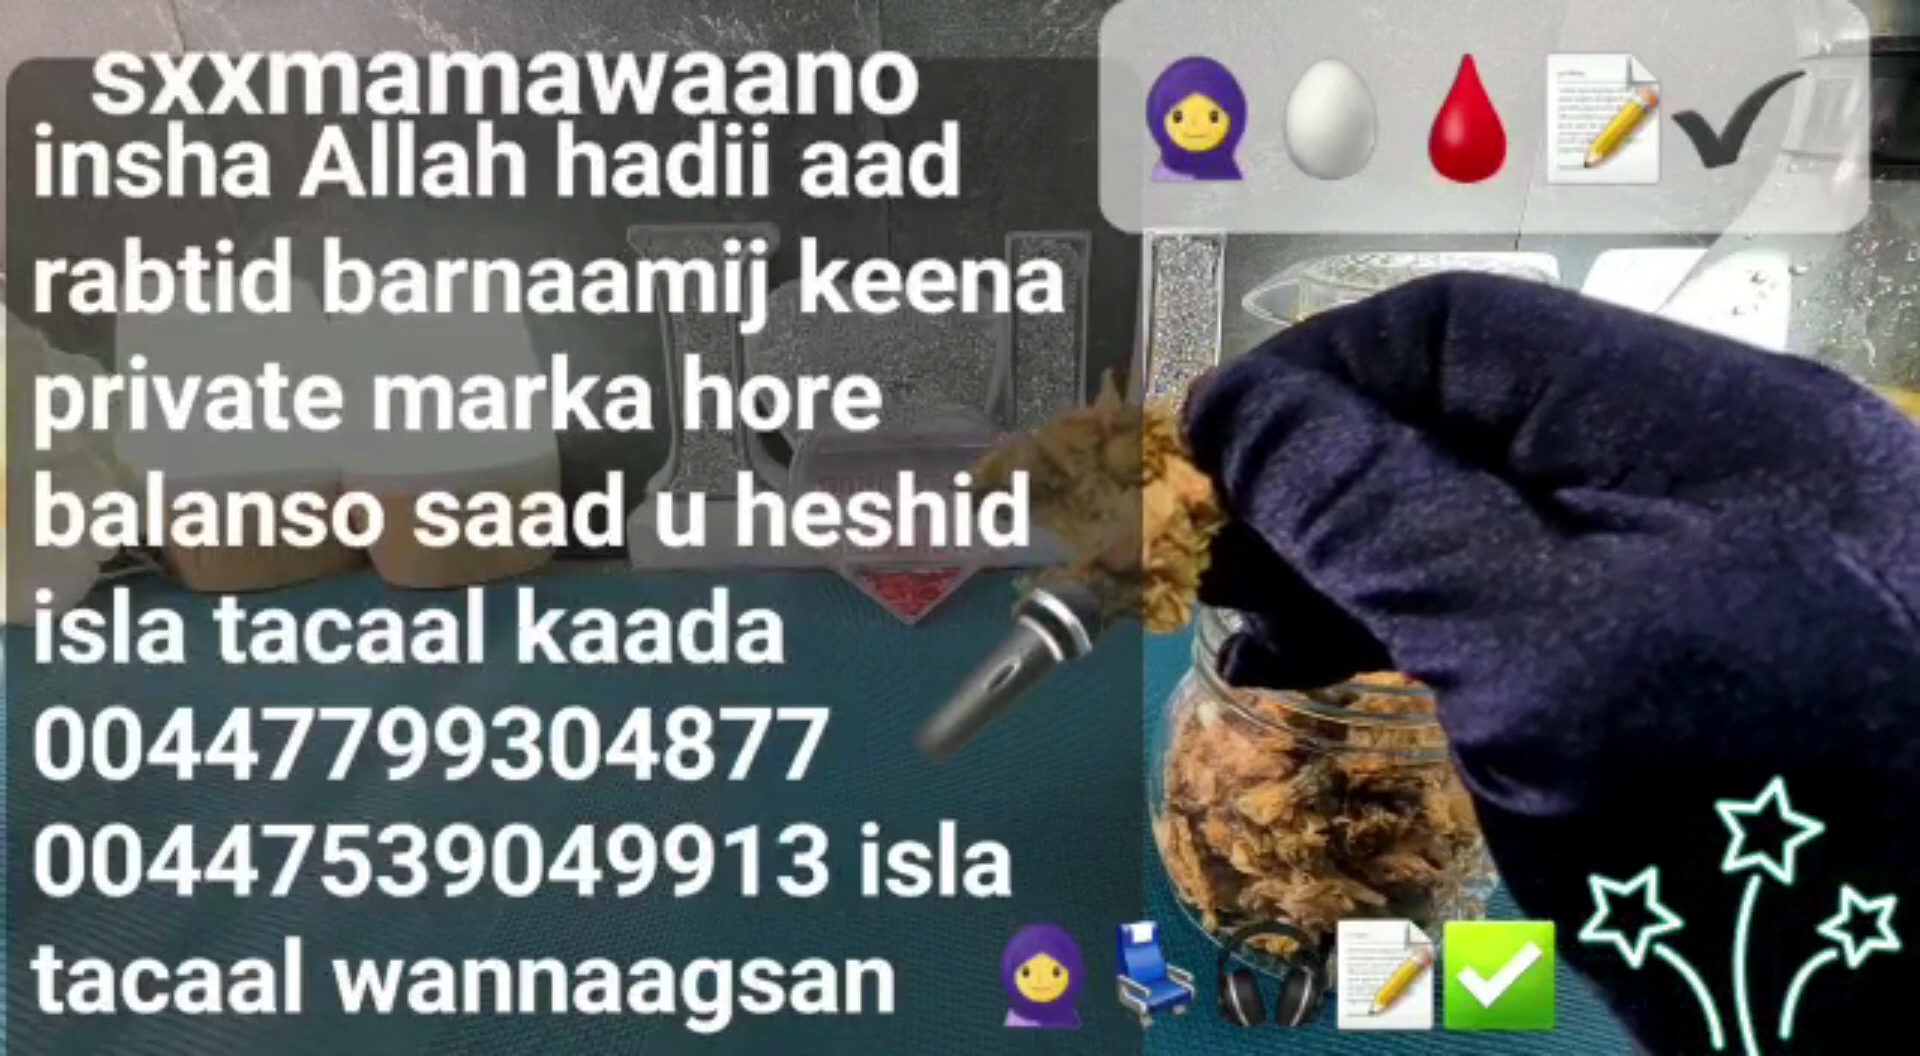 sxxmamawaano
insha Allah hadii aad
rabtid barnaamij keena
private marka hore
balanso saad u heshid
isla tacaal kaada
00447799304877
00447539049913 isla
tacaal wannaagsan